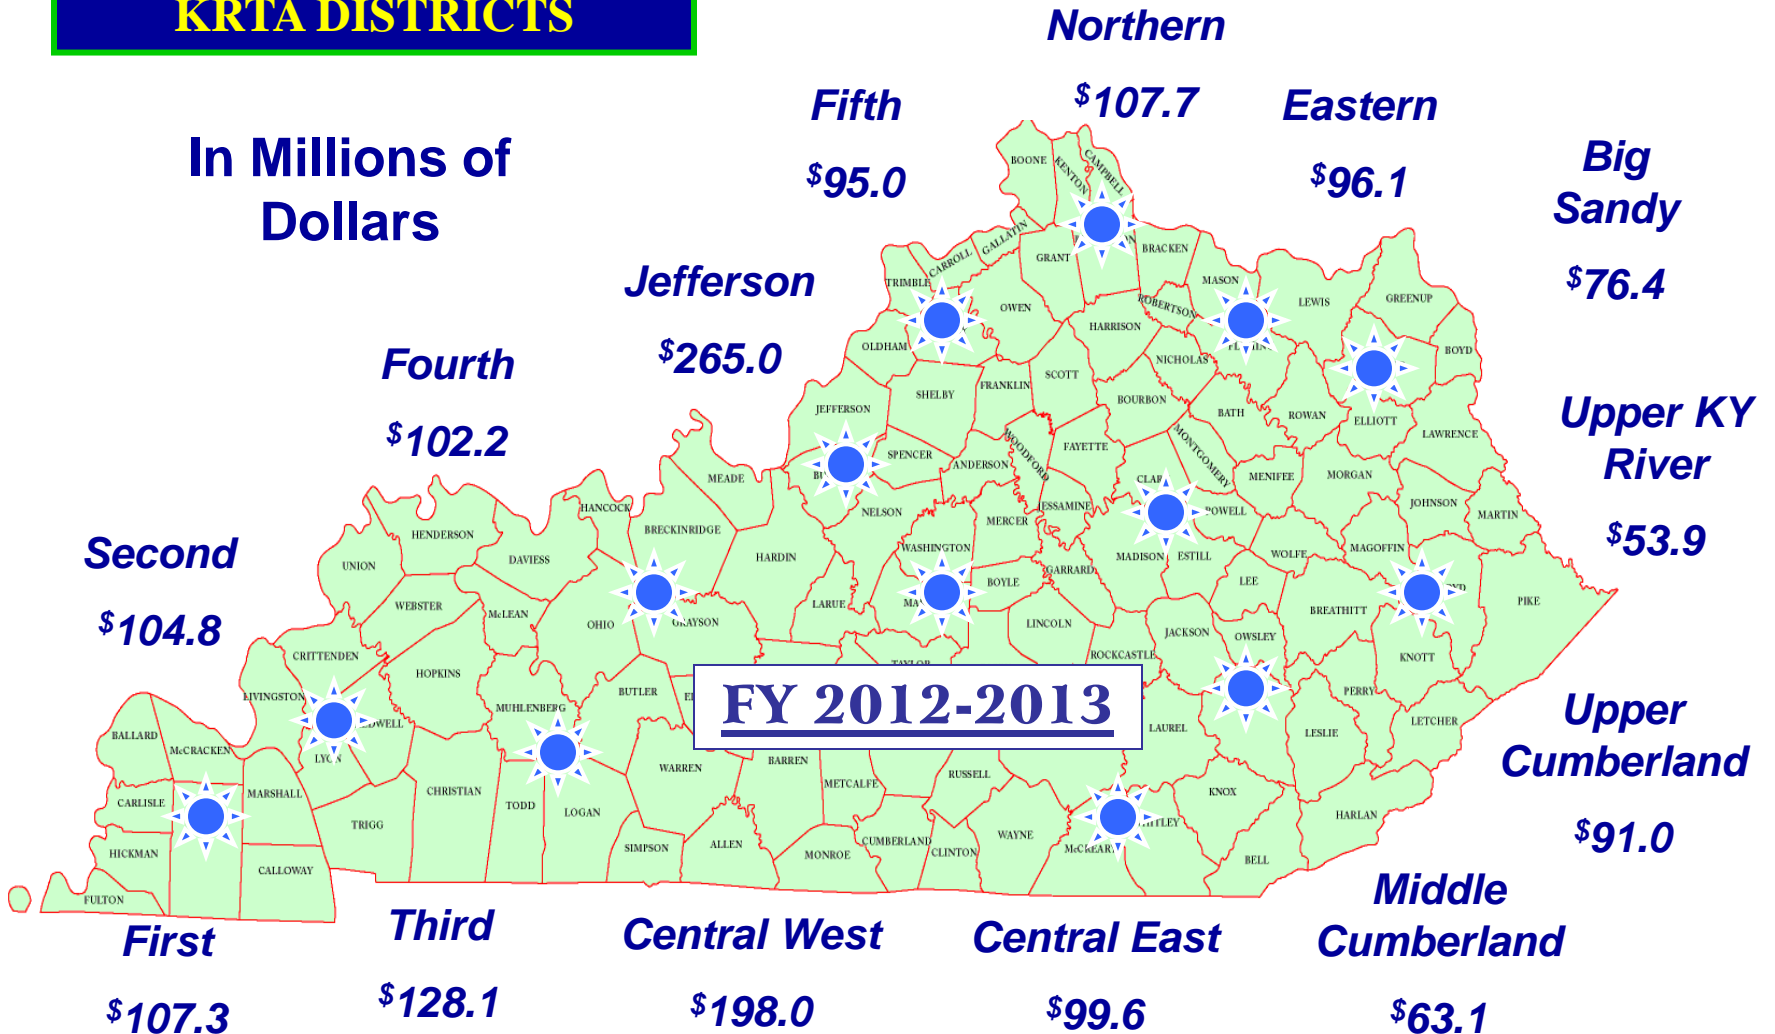 KRTA DISTRICTS
In Millions of
Dollars
Northern
$107.7
Fifth
$95.0
Eastern
$96.1
Big
Sandy
$76.4
Jefferson
$265.0
Fourth
$102.2
Upper KY
River
$53.9
Second
$104.8
Upper
Cumberland
$91.0
First
$107.3
Third
$128.1
Central West
$198.0
Central East
$99.6
Middle
Cumberland
$63.1
FY 2012-2013
BOONE
KENTON
CAMPBELL
GALLATIN
CARROLL
GRANT
BRACKEN
TRIMBLE
MASON
LEWIS
GREENUP
OWEN
ROBERTSON
HARRISON
OLDHAM
NICHOLAS
BOYD
SCOTT
FRANKLIN
SHELBY
BOURBON
JEFFERSON
BATH
ROWAN
ELLIOTT
LAWRENCE
WOODFORD
FAYETTE
MONTGOMERY
SPENCER
ANDERSON
MEADE
MENIFEE
MORGAN
JOHNSON
MARTIN
HANCOCK
BRECKINRIDGE
NELSON
MERCER
JESSAMINE
POWELL
HENDERSON
DAVIESS
HARDIN
WASHINGTON
MADISON
ESTILL
WOLFE
MAGOFFIN
UNION
GARRARD
BOYLE
LEE
WEBSTER
McLEAN
LARUE
BREATHITT
PIKE
OHIO
GRAYSON
LINCOLN
JACKSON
OWSLEY
CRITTENDEN
ROCKCASTLE
KNOTT
HOPKINS
LIVINGSTON
BUTLER
PERRY
MUHLENBERG
LAUREL
LESLIE
LETCHER
BALLARD
McCRACKEN
LYON
WARREN
BARREN
RUSSELL
METCALFE
MARSHALL
CHRISTIAN
CARLISLE
TODD
LOGAN
KNOX
HARLAN
TRIGG
WAYNE
CUMBERLAND
CLINTON
SIMPSON
ALLEN
MONROE
McCREARY
HICKMAN
BELL
CALLOWAY
FULTON